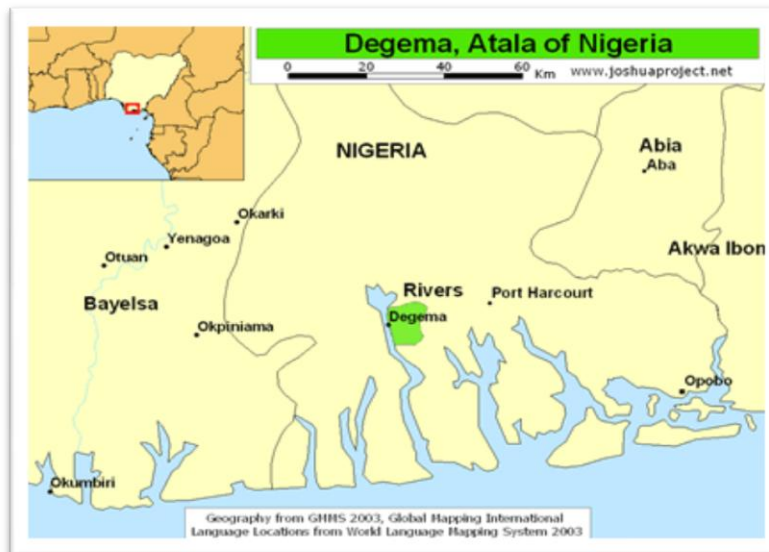 Degema, Atala of Nigeria
0 20 40 60 Km www.joshuaproject.net
NIGERIA
Abia
Aba
Okarki
Yenagoa
Otuan
Akwa Ibon
Bayelsa
Rivers
Port Harcourt
Degema
Okpiniama
Opobo
Okumbiri
Geography from GMMS 2003, Global Mapping International
Language Locations from World Language Mapping System 2003